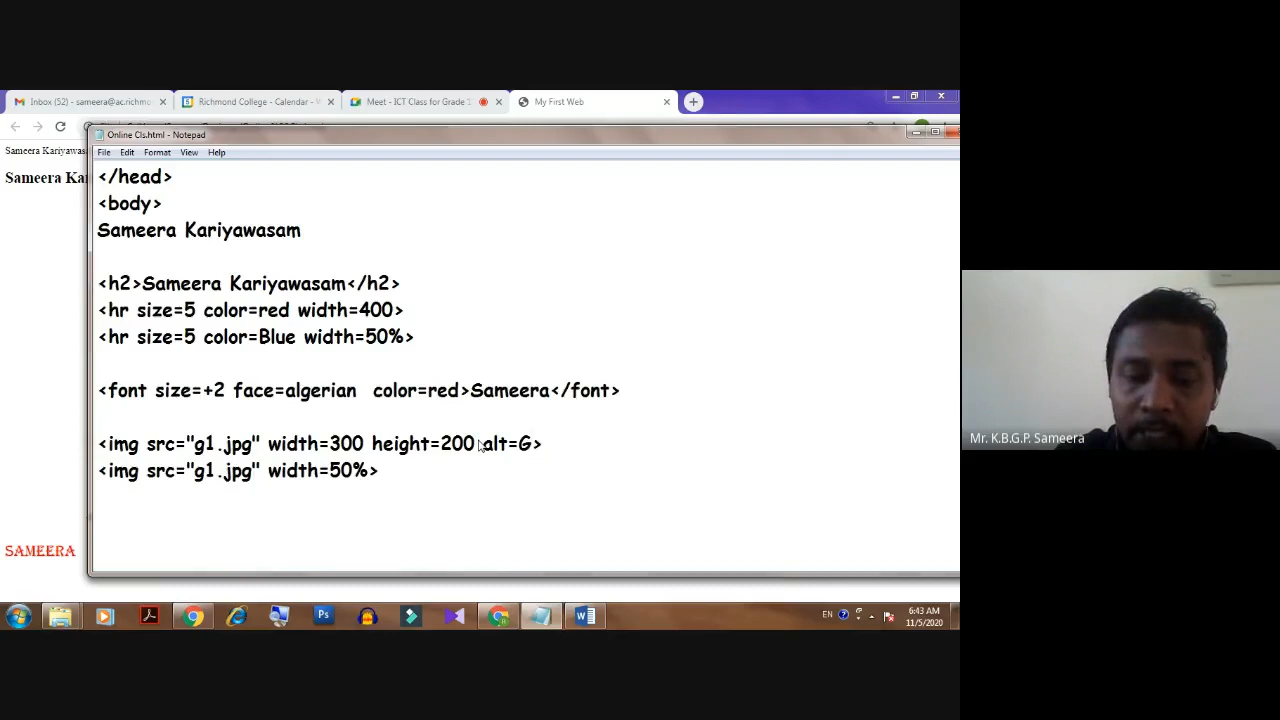 Inbox (52) - sameera@ac.richmo
Richmond College - Calendar -
Meet - ICT Class for Grade
My First Web
Online Cls.html - Notepad
File Edit Format View Help
Sameera Kariyawas
Sameera Kar
</head>
<body>
Sameera Kariyawasam
<h2>Sameera Kariyawasam</h2>
<hr size=5 color=red width=400>
<hr size=5 color=Blue width=50%>
<font size=+2 face=algerian  color=red>Sameera</font>
<img src="g1.jpg" width=300 height=200 alt=G>
<img src="g1.jpg" width=50%>
SAMEERA
Mr. K.B.G.P. Sameera
Ps
W
EN
6:43 AM
11/5/2020